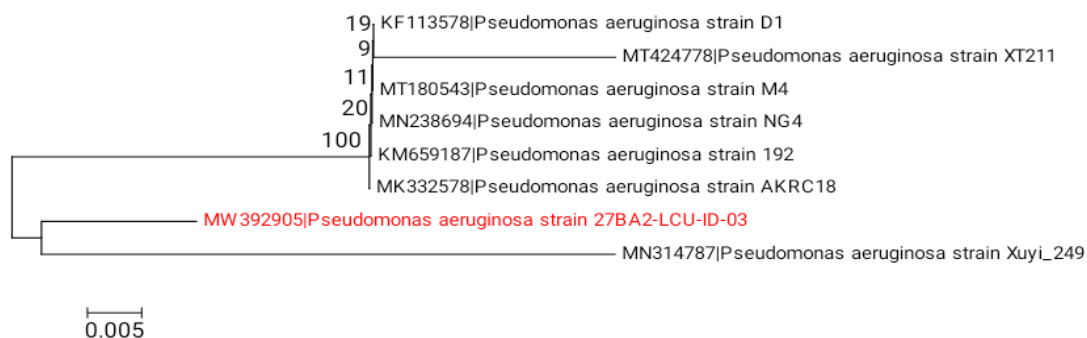 19 KF113578|Pseudomonas aeruginosa strain D1
9
MT424778|Pseudomonas aeruginosa strain XT211
11
MT180543|Pseudomonas aeruginosa strain M4
20
MN238694|Pseudomonas aeruginosa strain NG4
100
KM659187|Pseudomonas aeruginosa strain 192
MK332578|Pseudomonas aeruginosa strain AKRC18
MW392905|Pseudomonas aeruginosa strain 27BA2-LCU-ID-03
MN314787|Pseudomonas aeruginosa strain Xuyi_249
0.005